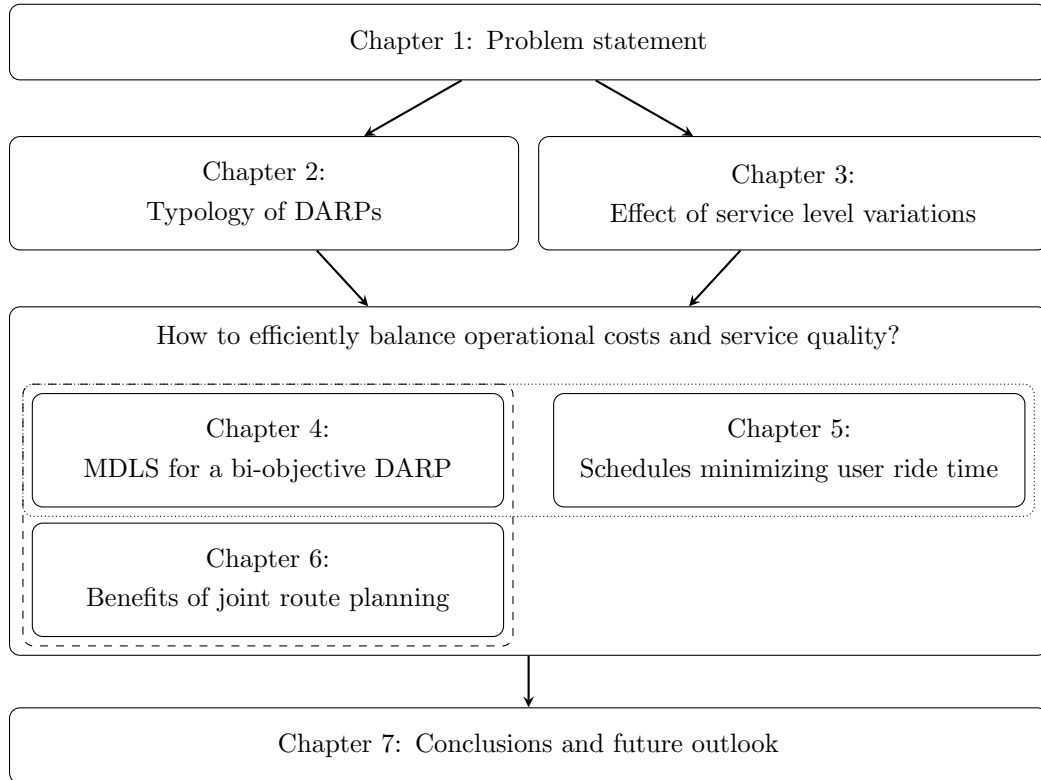 Chapter 1: Problem statement
Chapter 2:
Typology of DARPs
Chapter 3:
Effect of service level variations
How to efficiently balance operational costs and service quality?
Chapter 4:
MDLS for a bi-objective DARP
Chapter 5:
Schedules minimizing user ride time
Chapter 6:
Benefits of joint route planning
Chapter 7: Conclusions and future outlook